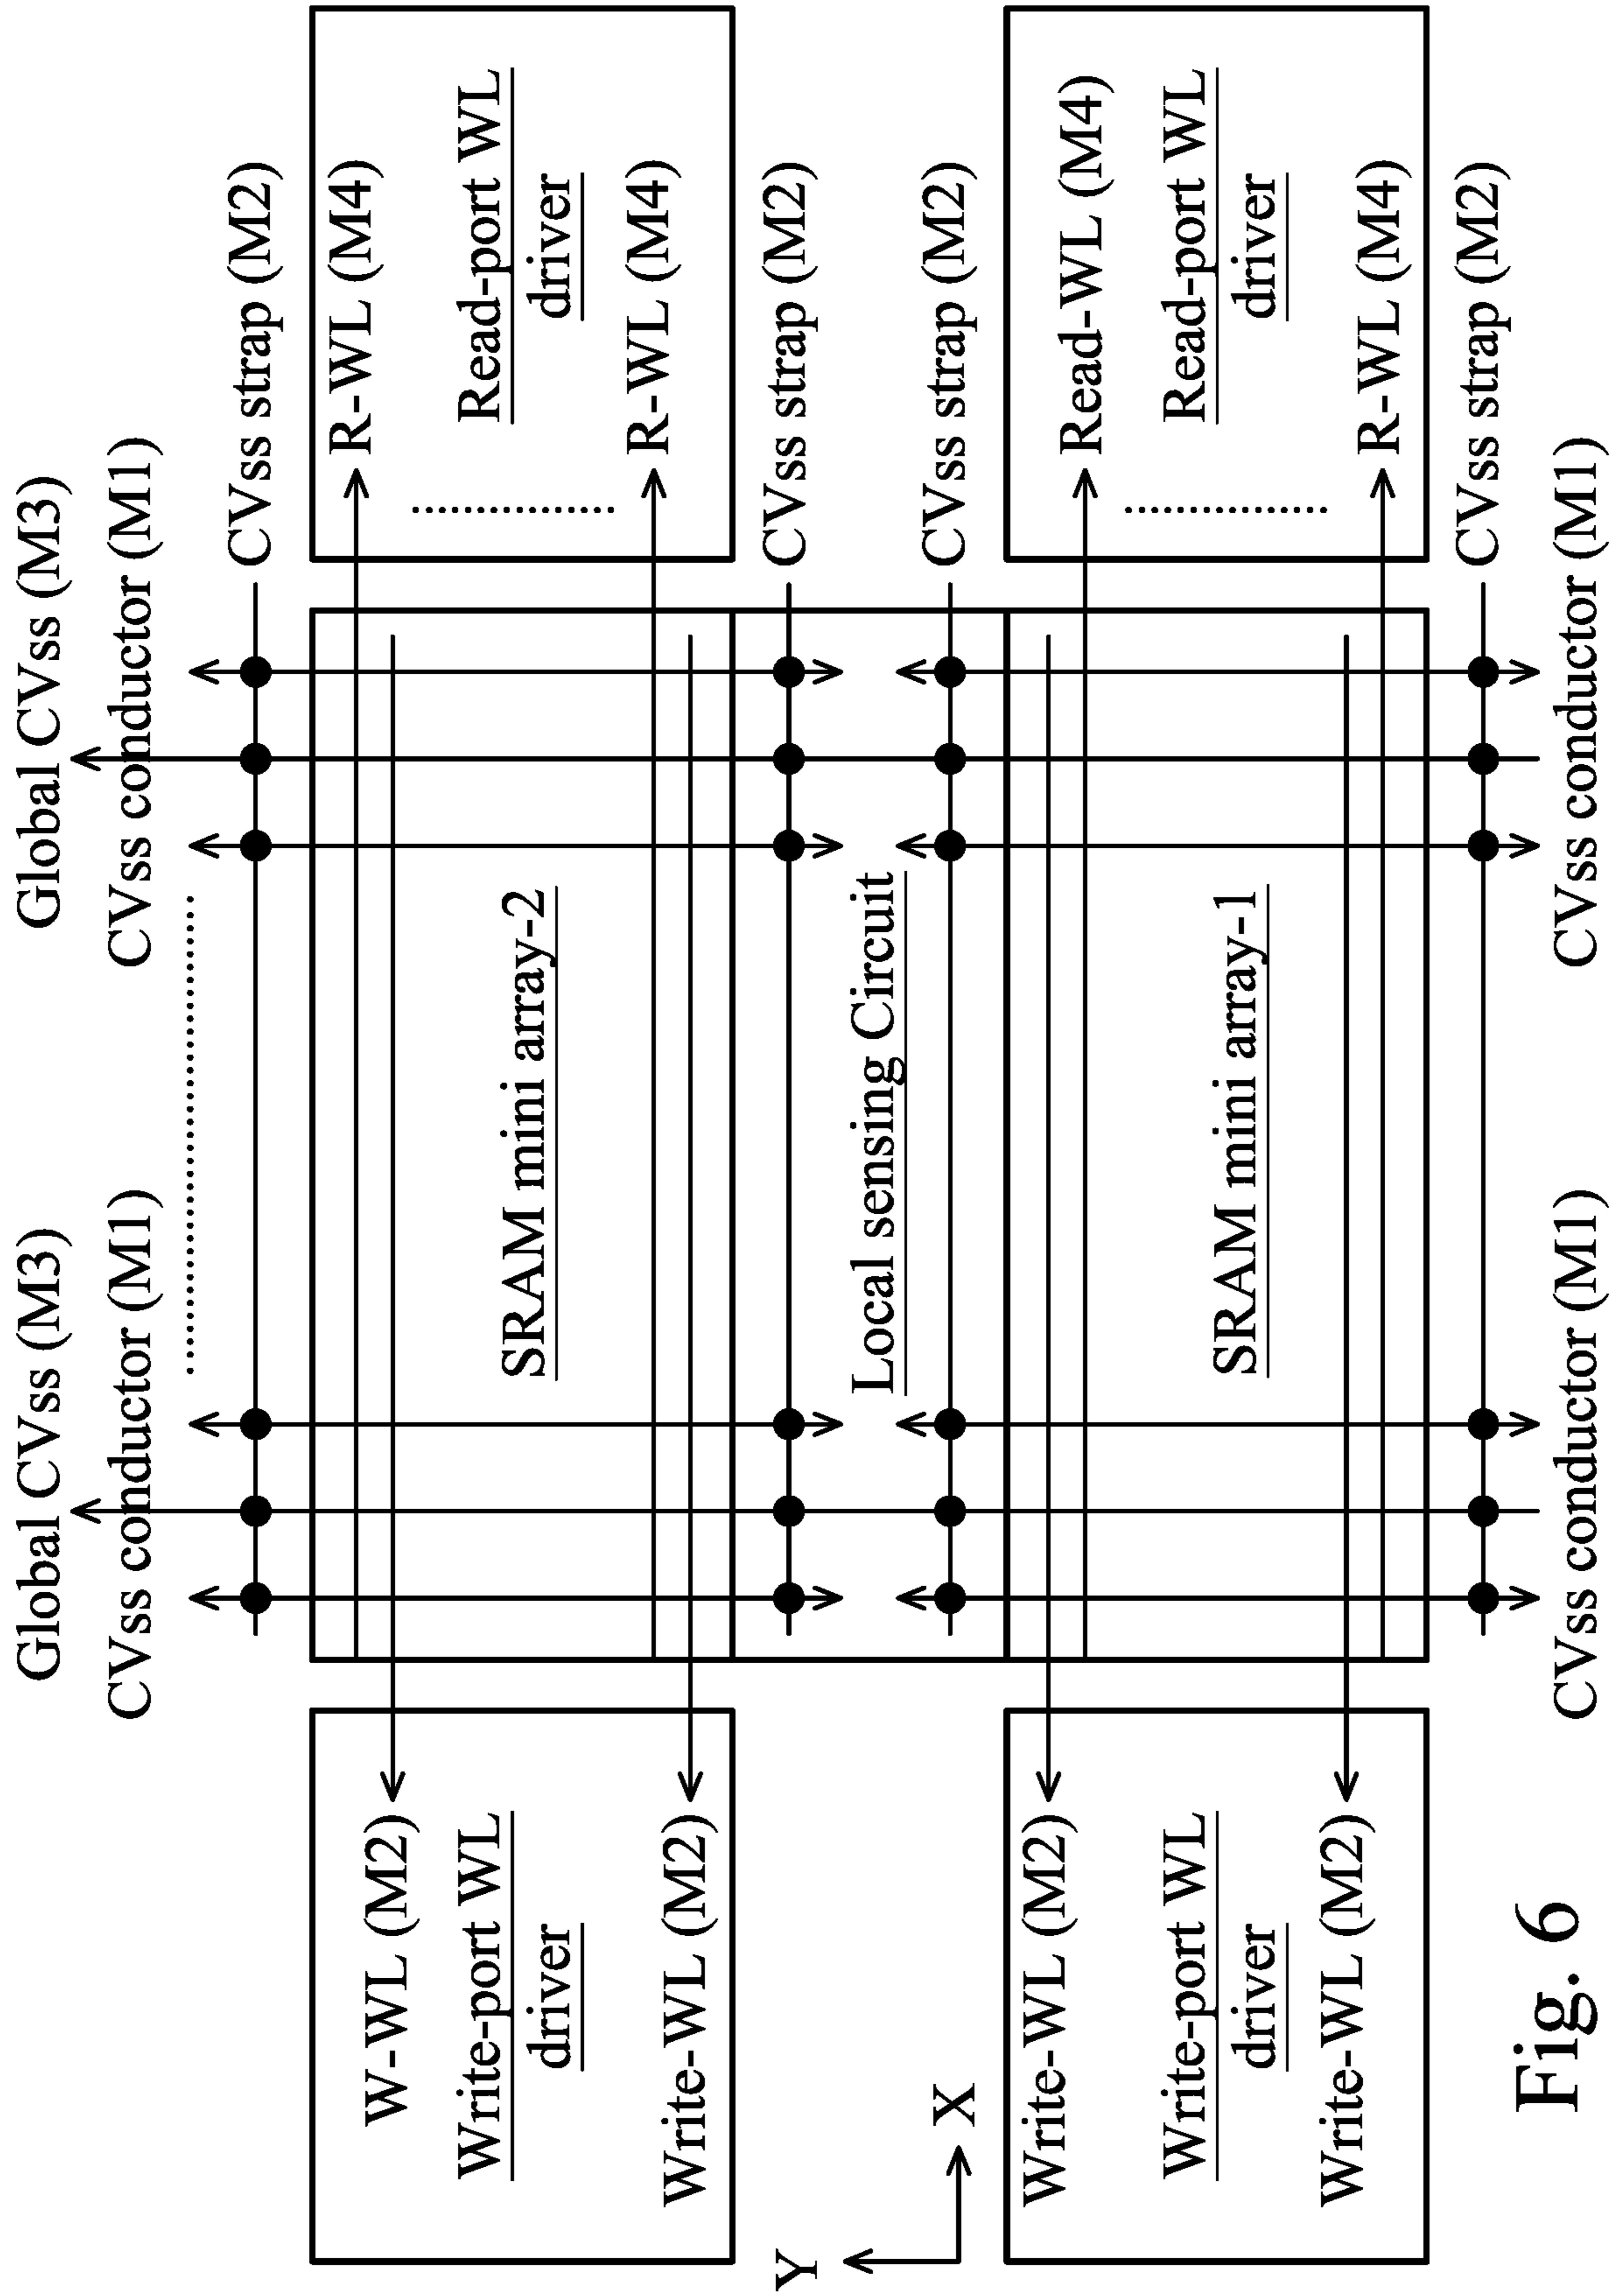 Global CVss (M3)
Global CVss (M3)
CVss conductor (M1)
CVss conductor (M1)
CVss strap (M2)
W-WL (M2)
R-WL (M4)
Write-port WL
driver
SRAM mini array-2
Read-port WL
driver
Write-WL (M2)
R-WL (M4)
CVss strap (M2)
Local sensing Circuit
Y
X
CVss strap (M2)
Write-WL (M2)
Read-WL (M4)
Write-port WL
driver
SRAM mini array-1
Read-port WL
driver
Write-WL (M2)
R-WL (M4)
CVss strap (M2)
CVss conductor (M1)
CVss conductor (M1)
Fig. 6